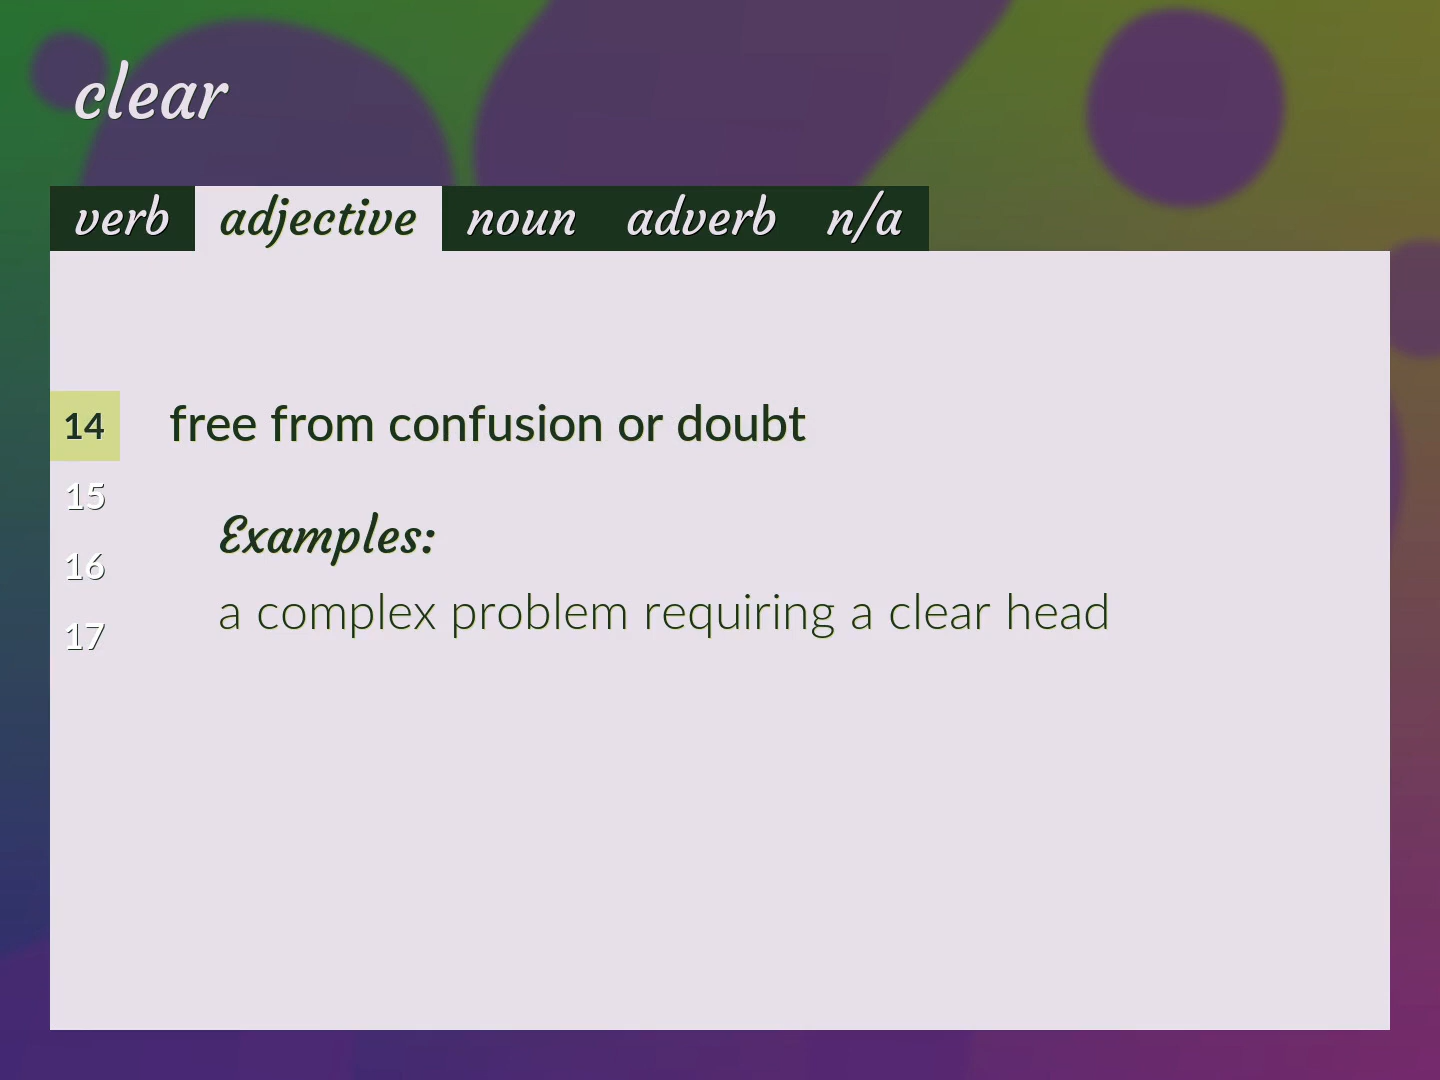 clear
verb adjective noun adverb n/a
14 free from confusion or doubt
15
Examples:
16
a complex problem requiring a clear head
17